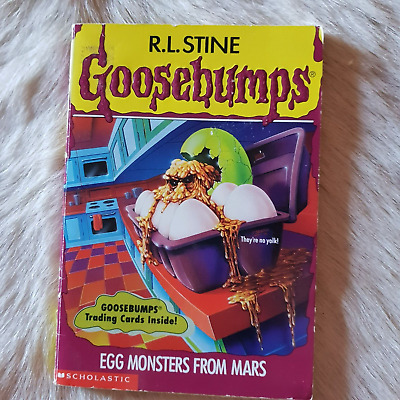 R.L. STINE
Goosebumps®
They're no yolk!
GOOSEBUMPS®
Trading Cards Inside!
EGG MONSTERS FROM MARS
SCHOLASTIC